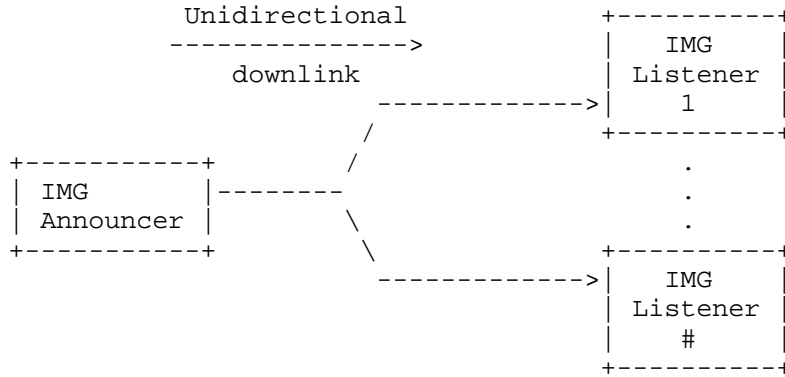 Unidirectional
downlink
IMG
Listener
1
IMG
Announcer
.
.
.
IMG
Listener
#